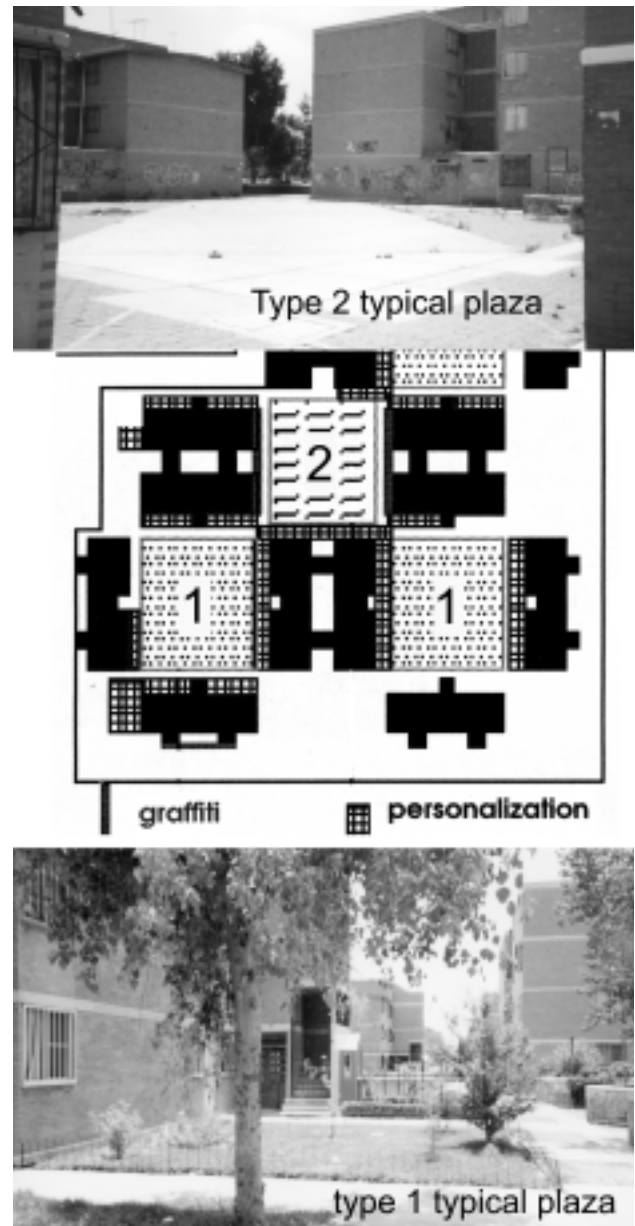 Type 2 typical plaza
2
1 1
graffiti personalization
type 1 typical plaza